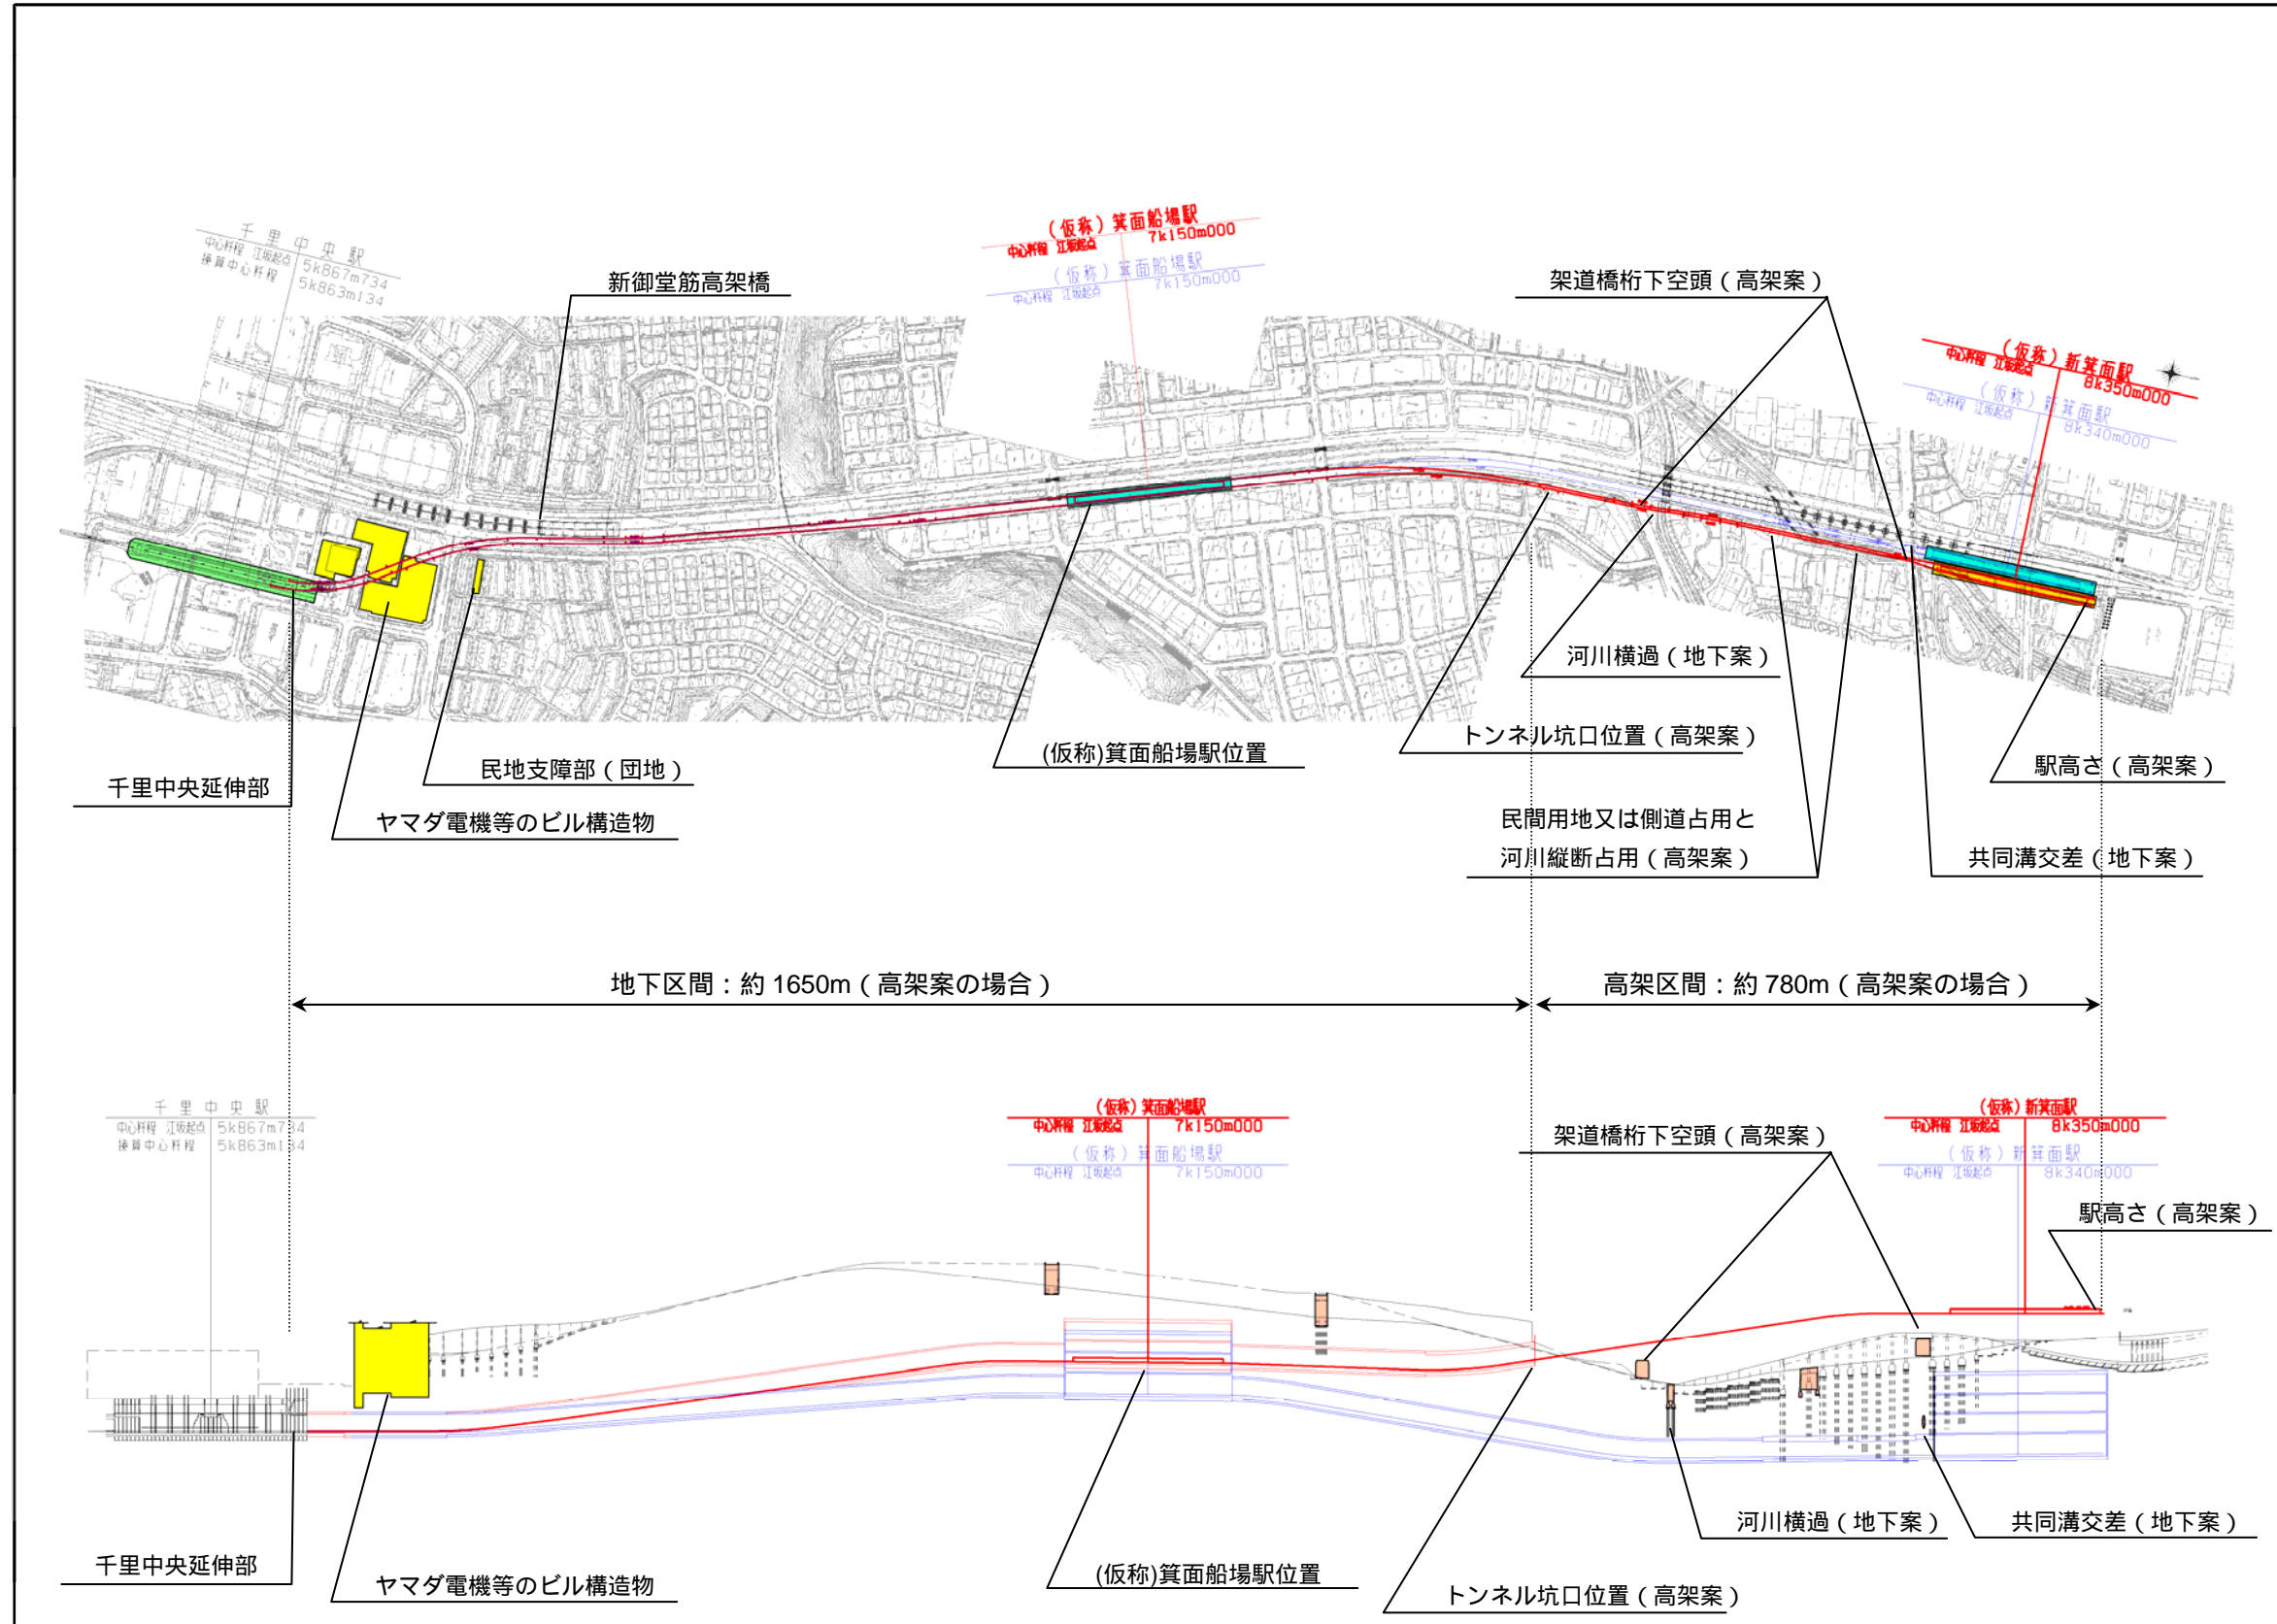 千里中央駅
中心粁程 江坂起点 5k867m734
換算中心粁程 5k863m134
新御堂筋高架橋
(仮称)箕面船場駅
中心粁程 江坂起点 7k150m000
(仮称)箕面船場駅
中心粁程 江坂起点 7k150m000
架道橋桁下空頭(高架案)
(仮称)新箕面駅
中心粁程 江坂起点 8k350m000
(仮称)新箕面駅
中心粁程 江坂起点 8k340m000
河川横過(地下案)
トンネル坑口位置(高架案)
(仮称)箕面船場駅位置
駅高さ(高架案)
民地支障部(団地)
千里中央延伸部
ヤマダ電機等のビル構造物
民間用地又は側道占用と
河川縦断占用(高架案)
共同溝交差(地下案)
地下区間:約 1650m(高架案の場合)
高架区間:約 780m(高架案の場合)
千里中央駅
中心粁程 江坂起点 5k867m734
換算中心粁程 5k863m134
(仮称)箕面船場駅
中心粁程 江坂起点 7k150m000
(仮称)箕面船場駅
中心粁程 江坂起点 7k150m000
架道橋桁下空頭(高架案)
(仮称)新箕面駅
中心粁程 江坂起点 8k350m000
(仮称)新箕面駅
中心粁程 江坂起点 8k340m000
駅高さ(高架案)
河川横過(地下案)
共同溝交差(地下案)
千里中央延伸部
ヤマダ電機等のビル構造物
(仮称)箕面船場駅位置
トンネル坑口位置(高架案)